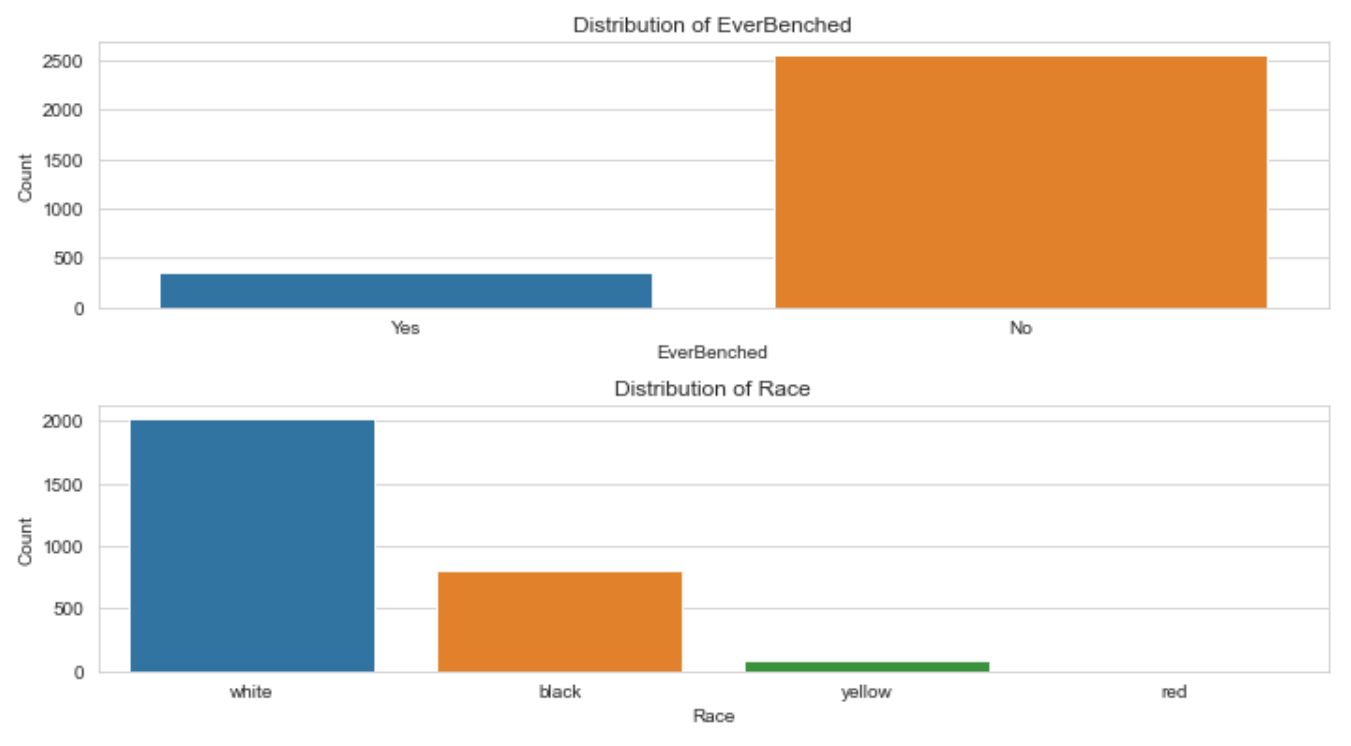 Distribution of EverBenched
2500
2000
1500
1000
500
0
Count
Yes No
EverBenched
Distribution of Race
2000
1500
1000
500
0
Count
white black yellow red
Race